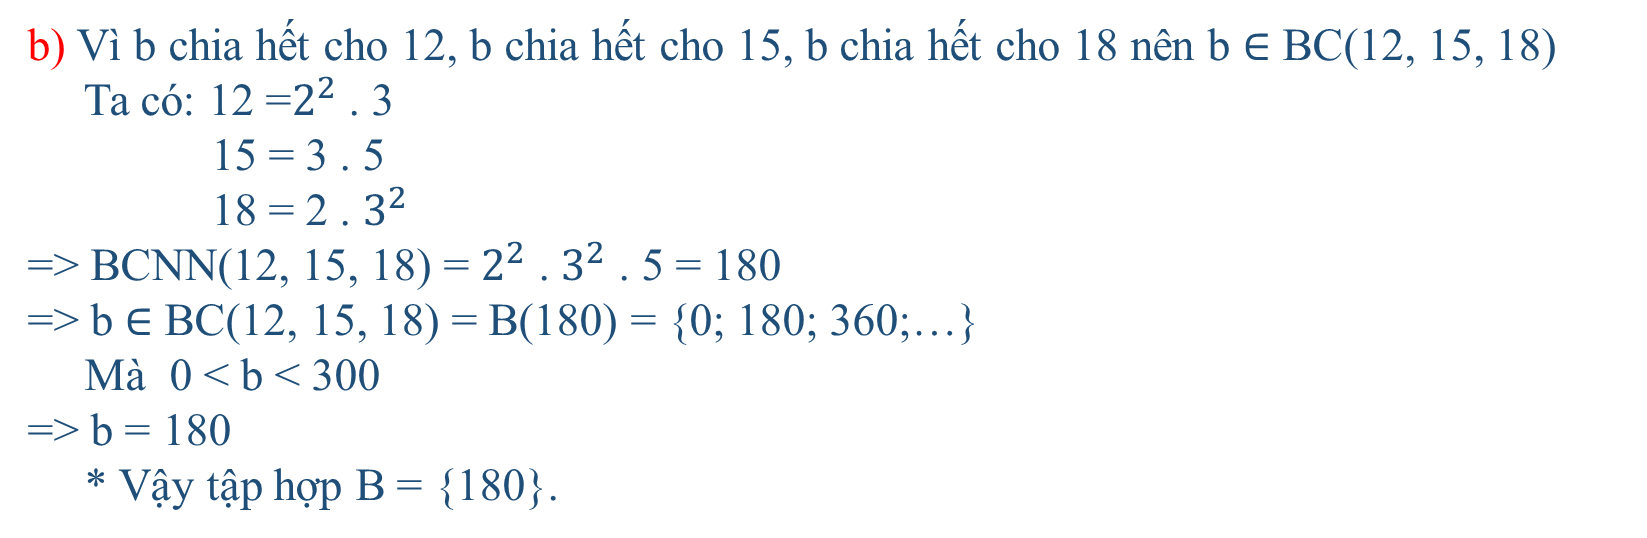 b) Vì b chia hết cho 12, b chia hết cho 15, b chia hết cho 18 nên b ∈ BC(12, 15, 18)
Ta có: 12 =2² . 3
15 = 3 . 5
18 = 2 . 3²
=> BCNN(12, 15, 18) = 2² . 3² . 5 = 180
=> b ∈ BC(12, 15, 18) = B(180) = {0; 180; 360;…}
Mà 0 < b < 300
=> b = 180
* Vậy tập hợp B = {180}.